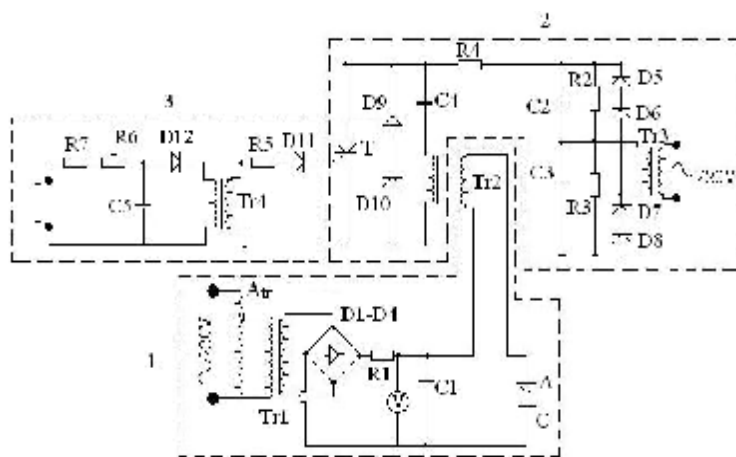 2
R4
R2
D5
3
D9
C4
C2
D6
R7
R6
D12
R5
D11
T
Tr3
C3
Tr2
C5
Tr4
D10
R3
D7
D8
Atr
D1-D4
1
R1
C1
A
Tr1
V
C